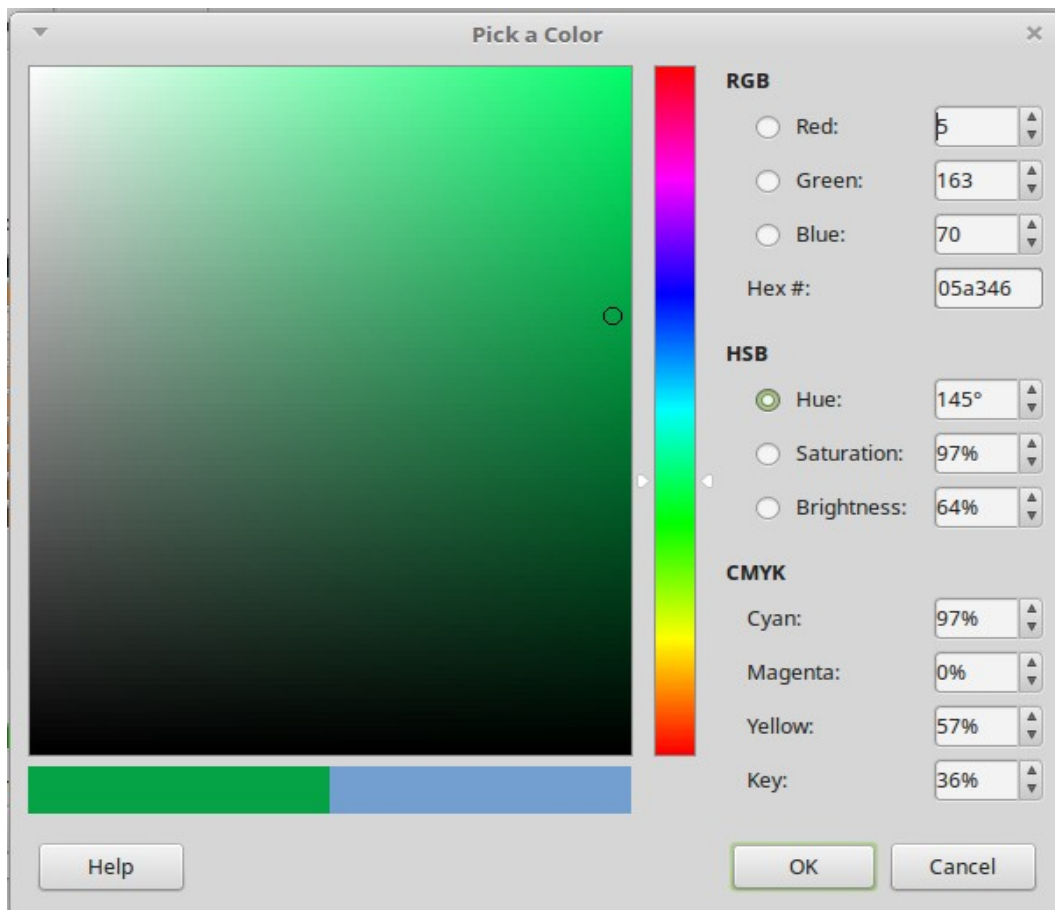 Pick a Color
RGB
Red: 5
Green: 163
Blue: 70
Hex #: 05a346
HSB
Hue: 145°
Saturation: 97%
Brightness: 64%
CMYK
Cyan: 97%
Magenta: 0%
Yellow: 57%
Key: 36%
Help OK Cancel